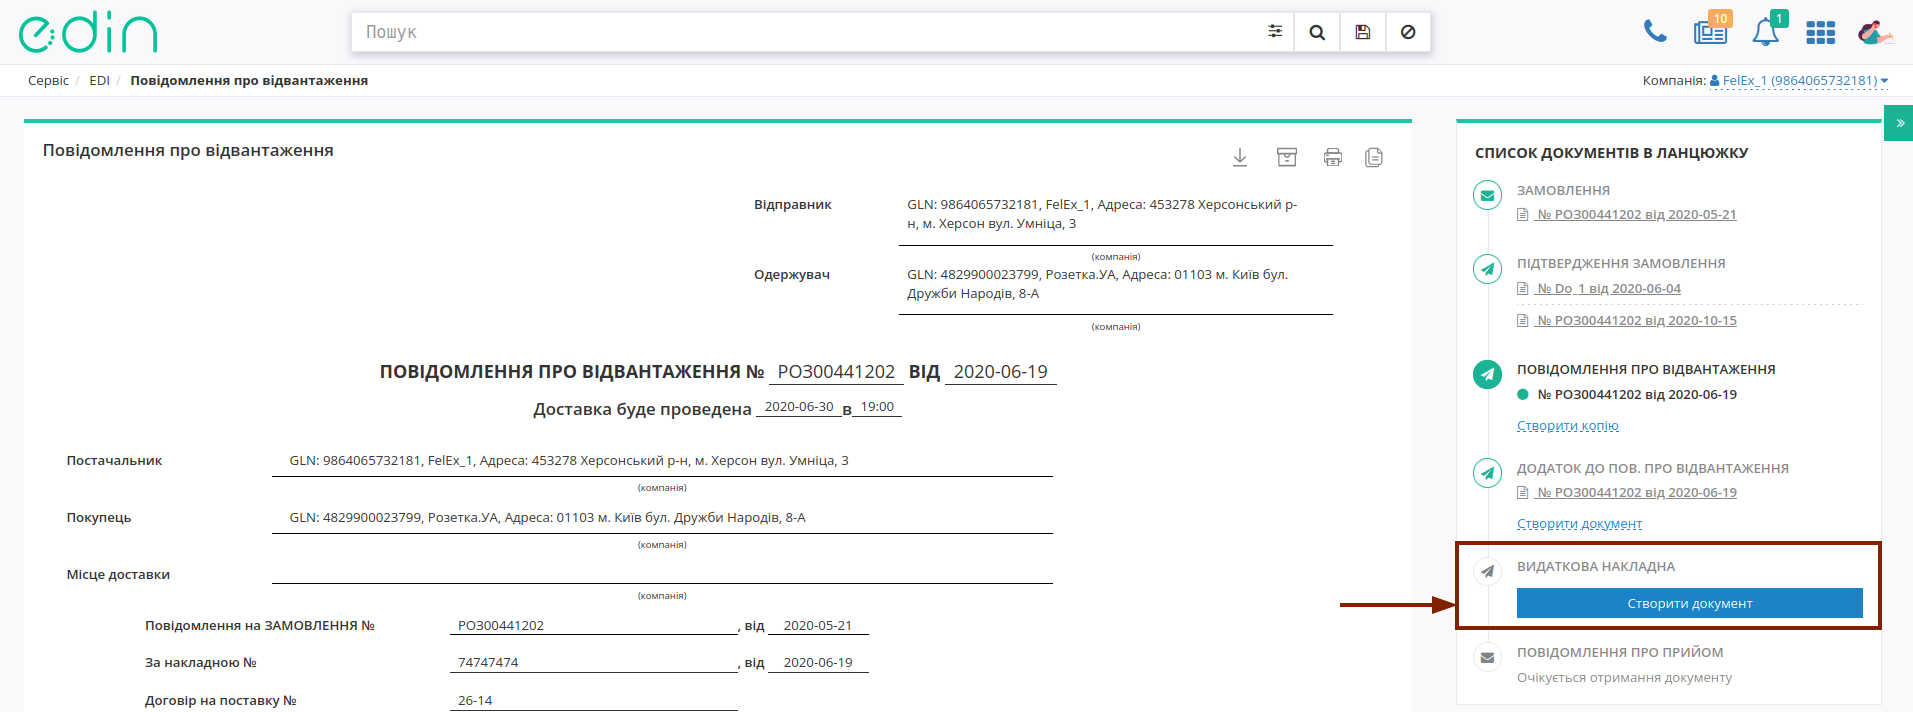 edin
Пошук
10
1
Сервіс / EDI / Повідомлення про відвантаження
Компанія: FelEx_1 (9864065732181)
»
Повідомлення про відвантаження
Відправник
GLN: 9864065732181, FelEx_1, Адреса: 453278 Херсонський р-
н, м. Херсон вул. Умніца, 3
(компанія)
Одержувач
GLN: 4829900023799, Розетка.УА, Адреса: 01103 м. Київ бул.
Дружби Народів, 8-А
(компанія)
ПОВІДОМЛЕННЯ ПРО ВІДВАНТАЖЕННЯ № РОЗ00441202 ВІД 2020-06-19
Доставка буде проведена 2020-06-30 в 19:00
Постачальник GLN: 9864065732181, FelEx_1, Адреса: 453278 Херсонський р-н, м. Херсон вул. Умніца, 3
(компанія)
Покупець GLN: 4829900023799, Розетка.УА, Адреса: 01103 м. Київ бул. Дружби Народів, 8-А
(компанія)
Місце доставки
(компанія)
Повідомлення на ЗАМОВЛЕННЯ № РОЗ00441202 , від 2020-05-21
За накладною № 74747474 , від 2020-06-19
Договір на поставку № 26-14
СПИСОК ДОКУМЕНТІВ В ЛАНЦЮЖКУ
ЗАМОВЛЕННЯ
№ РОЗ00441202 від 2020-05-21
ПІДТВЕРДЖЕННЯ ЗАМОВЛЕННЯ
№ Do_1 від 2020-06-04
№ РОЗ00441202 від 2020-10-15
ПОВІДОМЛЕННЯ ПРО ВІДВАНТАЖЕННЯ
№ РОЗ00441202 від 2020-06-19
Створити копію
ДОДАТОК ДО ПОВ. ПРО ВІДВАНТАЖЕННЯ
№ РОЗ00441202 від 2020-06-19
Створити документ
ВИДАТКОВА НАКЛАДНА
Створити документ
ПОВІДОМЛЕННЯ ПРО ПРИЙОМ
Очікується отримання документу